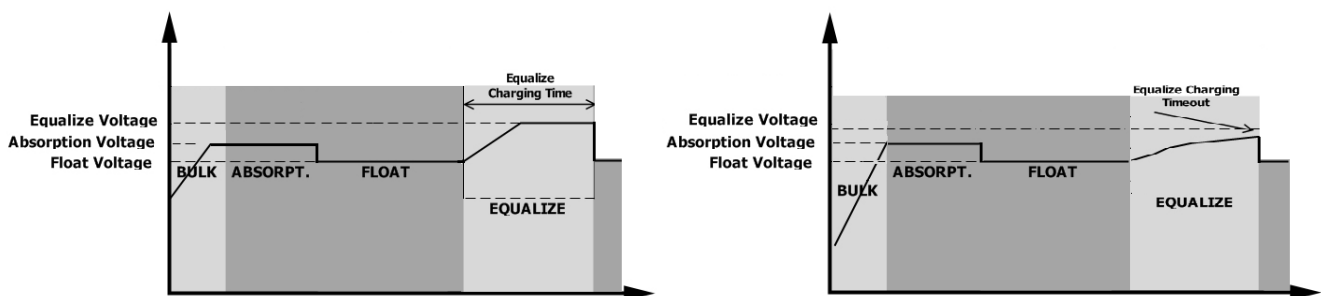 Equalize
Charging Time
Equalize Voltage
Absorption Voltage
Float Voltage
BULK
ABSORPT.
FLOAT
EQUALIZE
Equalize Charging
Timeout
Equalize Voltage
Absorption Voltage
Float Voltage
BULK
ABSORPT.
FLOAT
EQUALIZE